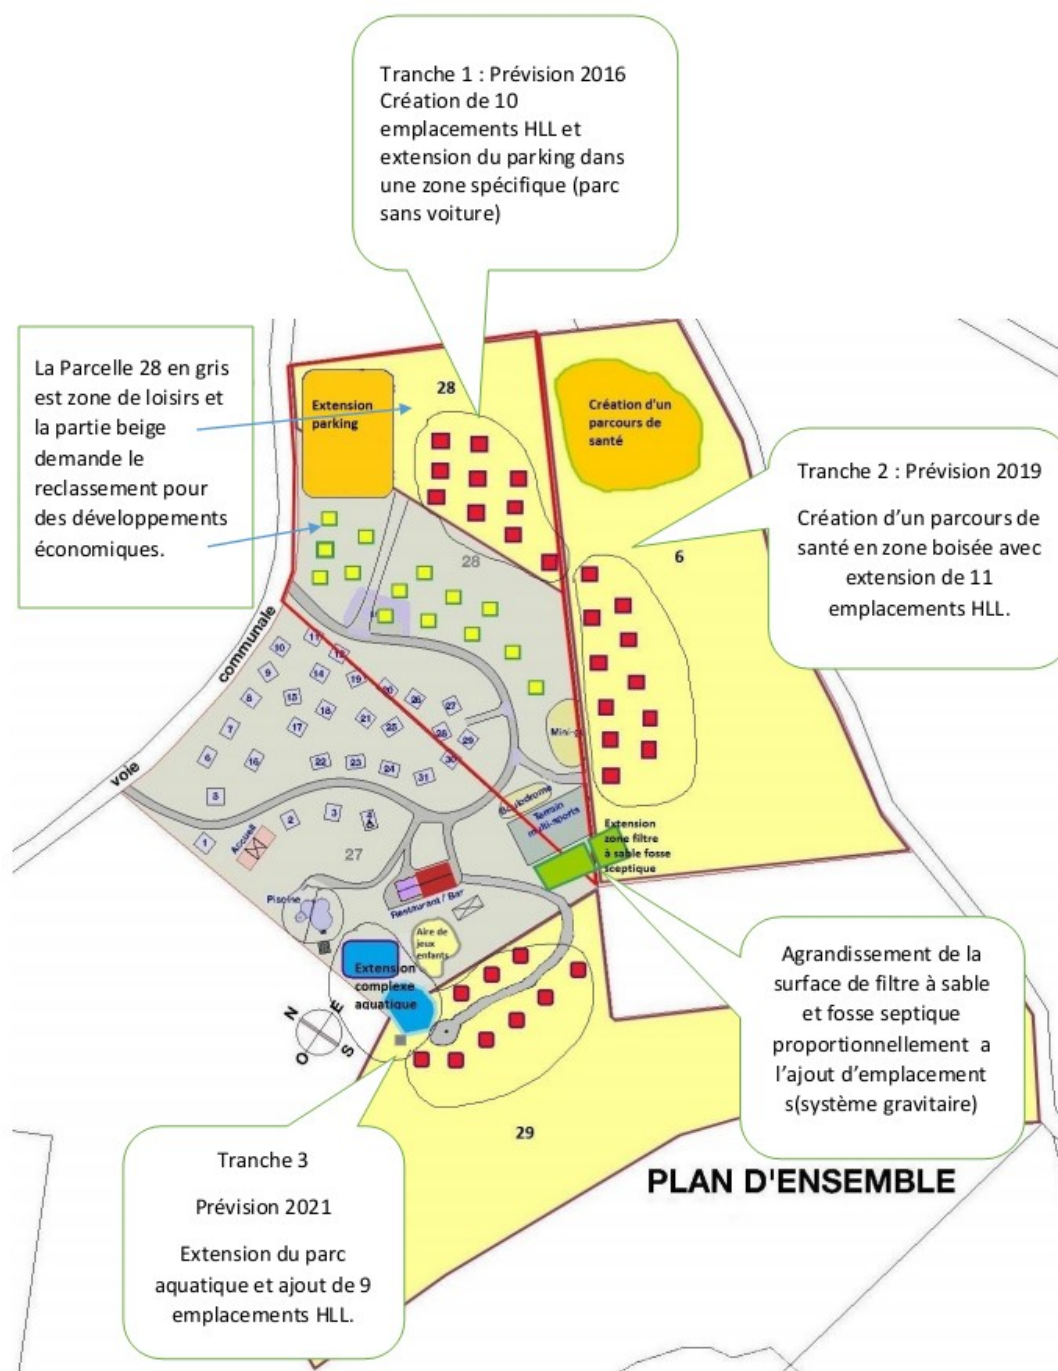 Tranche 1 : Prévision 2016
Création de 10
emplacements HLL et
extension du parking dans
une zone spécifique (parc
sans voiture)
La Parcelle 28 en gris
est zone de loisirs et
la partie beige
demande le
reclassement pour
des développements
économiques.
Extension
parking
28
Création d'un
parcours de
santé
Tranche 2 : Prévision 2019
Création d'un parcours de
santé en zone boisée avec
extension de 11
emplacements HLL.
6
28
voie
communale
11
10
12
9
14
19
8
15
20
26
27
18
21
7
17
25
28
29
6
16
22
23
24
30
31
5
Mini-g
Boulodrome
Terrain
multi-sports
1
2
3
4
Accueil
27
Extension
zone filtre
à sable fosse
sceptique
Piscine
Restaurant / Bar
Aire de
jeux
enfants
Extension
complexe
aquatique
N
E
O
S
Agrandissement de la
surface de filtre à sable
et fosse septique
proportionnellement a
l'ajout d'emplacement
s(système gravitaire)
29
PLAN D'ENSEMBLE
Tranche 3
Prévision 2021
Extension du parc
aquatique et ajout de 9
emplacements HLL.